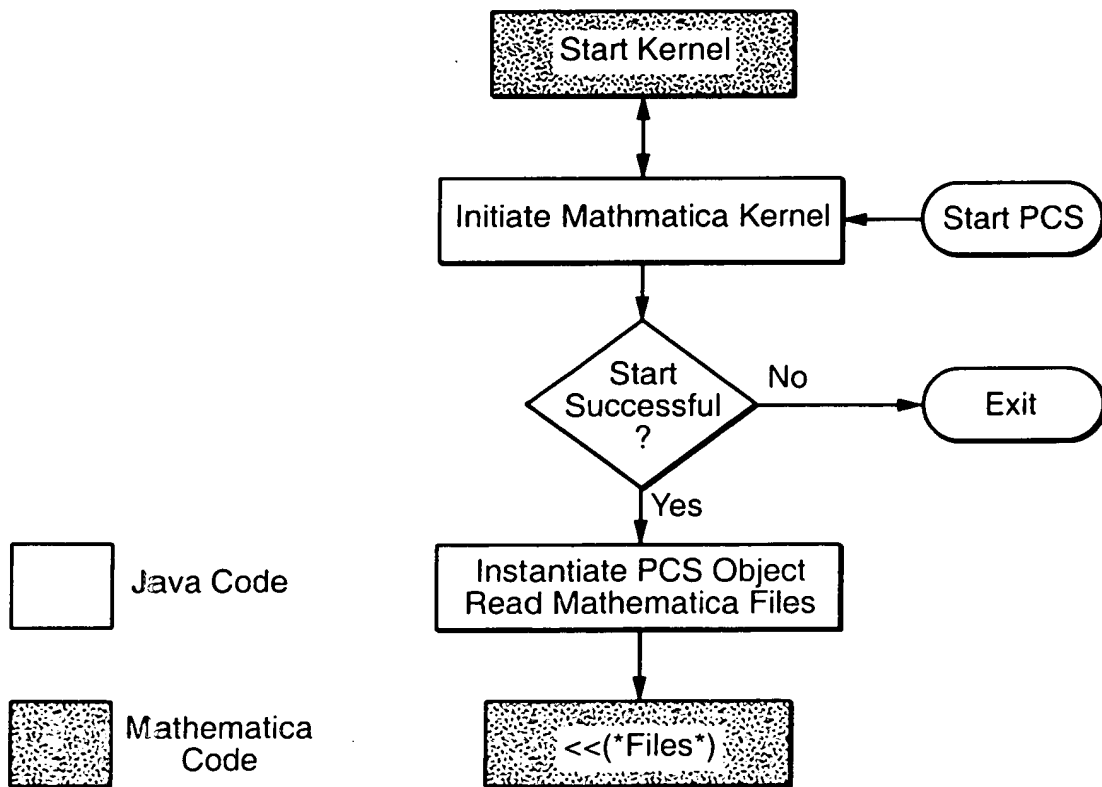 Start Kernel
Initiate Mathmatica Kernel
Start PCS
Start
Successful
?
No
Exit
Yes
Instantiate PCS Object
Read Mathematica Files
Java Code
<<(*Files*)
Mathematica
Code